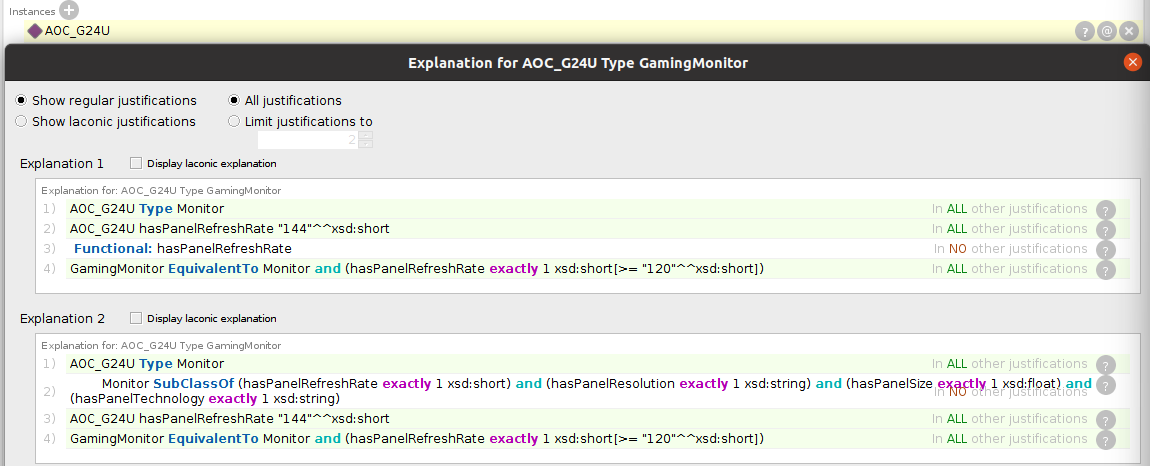 Instances
AOC_G24U
Explanation for AOC_G24U Type GamingMonitor
Show regular justifications All justifications
Show laconic justifications Limit justifications to
2
Explanation 1 Display laconic explanation
Explanation for: AOC_G24U Type GamingMonitor
1) AOC_G24U Type Monitor In ALL other justifications ?
2) AOC_G24U hasPanelRefreshRate "144"^^xsd:short In ALL other justifications ?
3) Functional: hasPanelRefreshRate In NO other justifications ?
4) GamingMonitor EquivalentTo Monitor and (hasPanelRefreshRate exactly 1 xsd:short[>= "120"^^xsd:short]) In ALL other justifications ?
Explanation 2 Display laconic explanation
Explanation for: AOC_G24U Type GamingMonitor
1) AOC_G24U Type Monitor In ALL other justifications ?
2) Monitor SubClassOf (hasPanelRefreshRate exactly 1 xsd:short) and (hasPanelResolution exactly 1 xsd:string) and (hasPanelSize exactly 1 xsd:float) and ?
(hasPanelTechnology exactly 1 xsd:string) In NO other justifications
3) AOC_G24U hasPanelRefreshRate "144"^^xsd:short In ALL other justifications ?
4) GamingMonitor EquivalentTo Monitor and (hasPanelRefreshRate exactly 1 xsd:short[>= "120"^^xsd:short]) In ALL other justifications ?